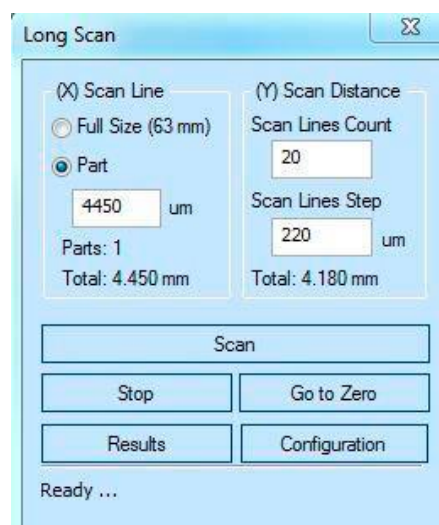 Long Scan
(X) Scan Line
Full Size (63 mm)
Part
4450 um
Parts: 1
Total: 4.450 mm
(Y) Scan Distance
Scan Lines Count
20
Scan Lines Step
220 um
Total: 4.180 mm
Scan
Stop
Go to Zero
Results
Configuration
Ready ...